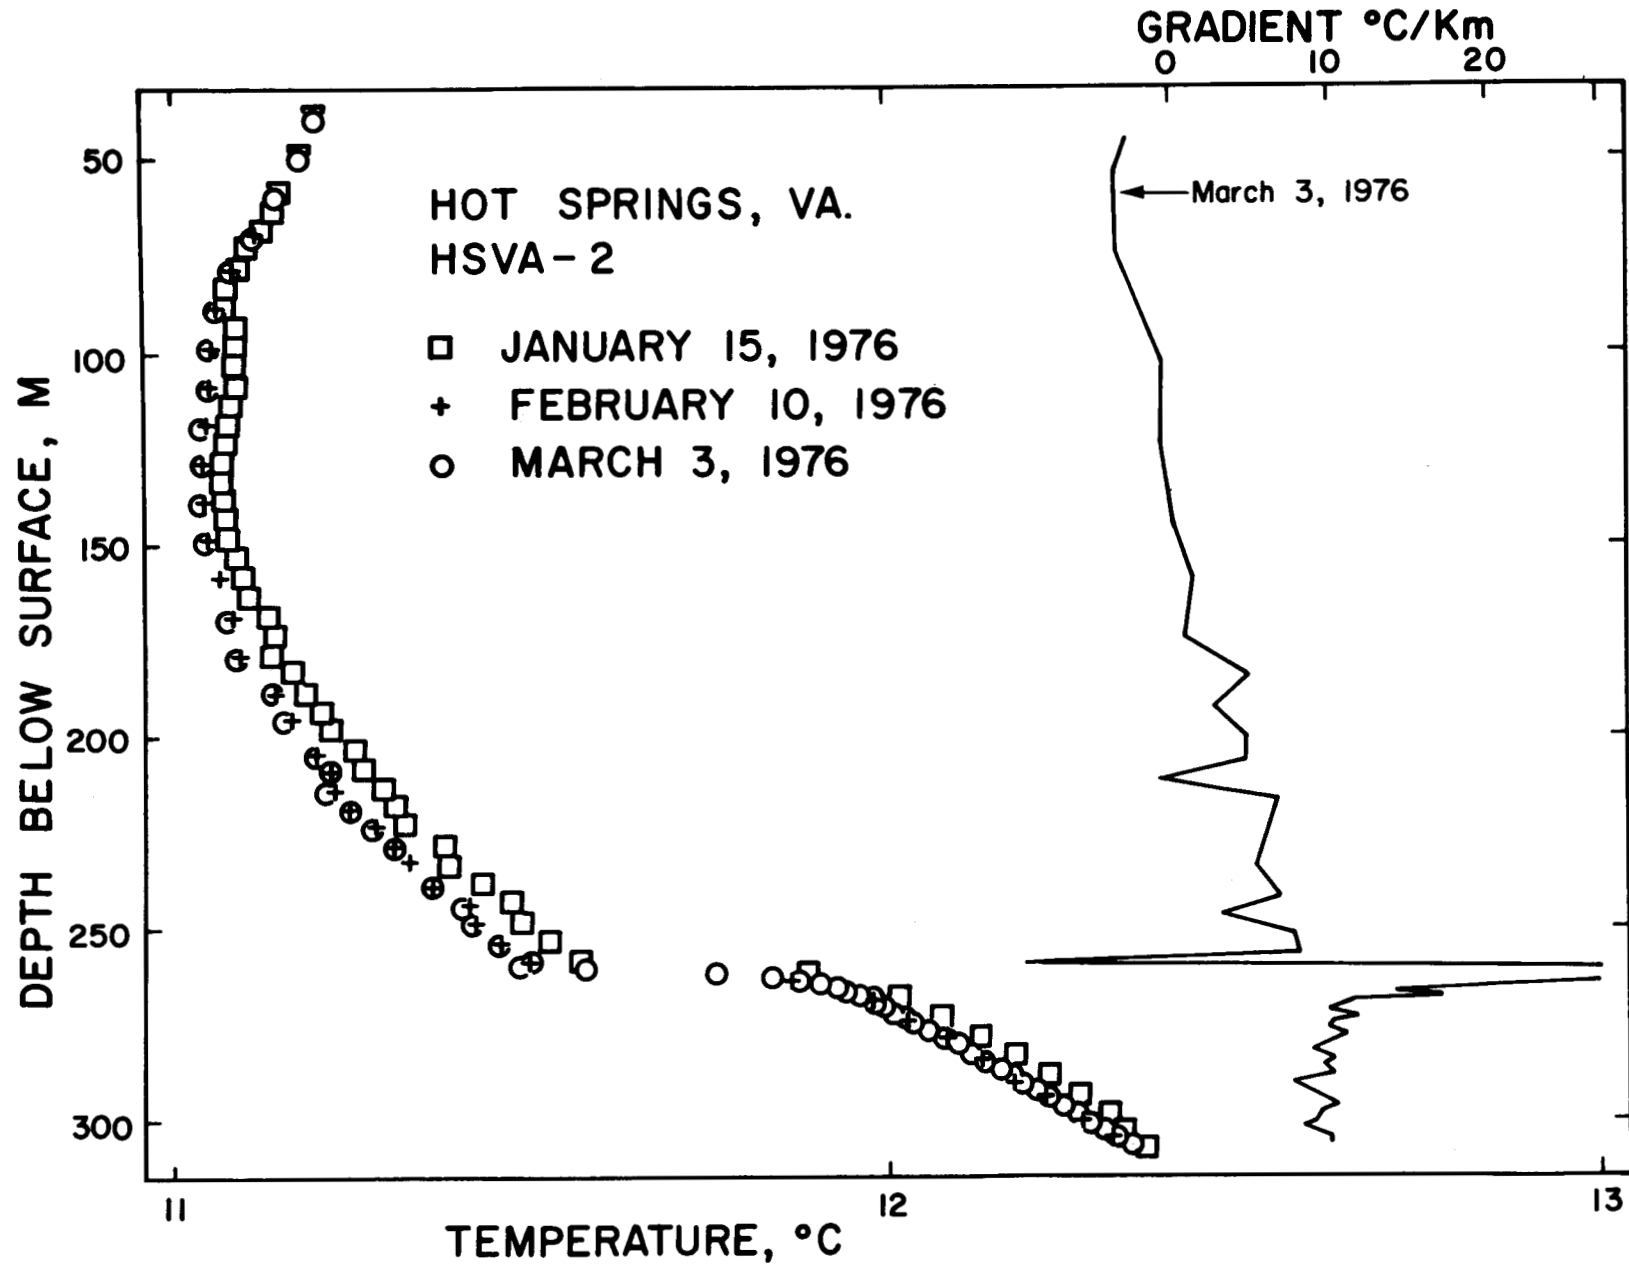 GRADIENT °C/Km
0 10 20
50
100
150
200
250
300
DEPTH BELOW SURFACE, M
HOT SPRINGS, VA.
HSVA-2
□ JANUARY 15, 1976
+ FEBRUARY 10, 1976
○ MARCH 3, 1976
March 3, 1976
11 12 13
TEMPERATURE, °C